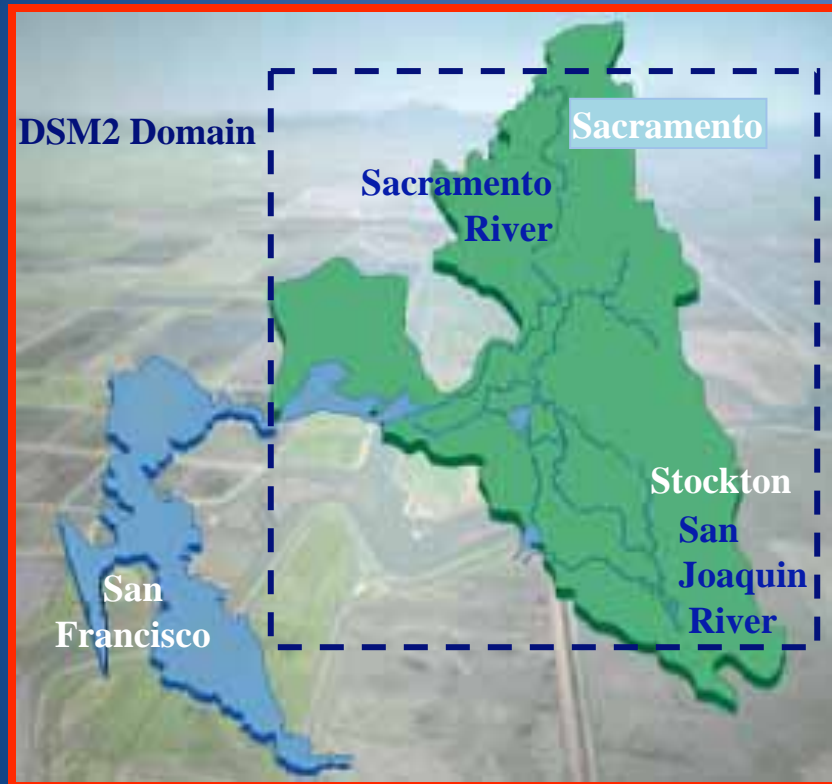 DSM2 Domain
Sacramento
Sacramento
River
Stockton
San
Joaquin
River
San
Francisco